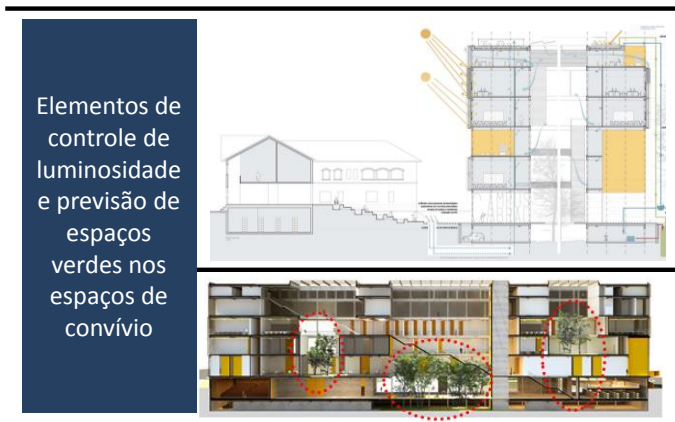 Elementos de
controle de
luminosidade
e previsão de
espaços
verdes nos
espaços de
convívio